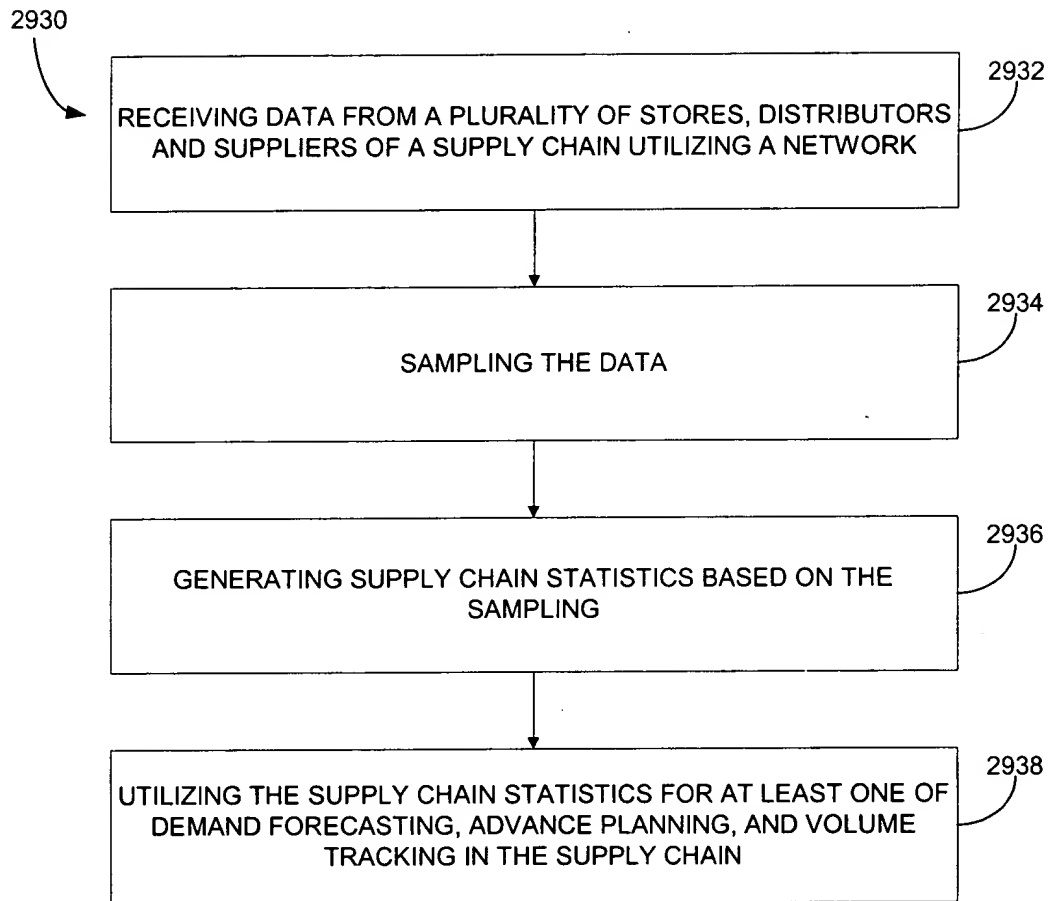 2930
2932
RECEIVING DATA FROM A PLURALITY OF STORES, DISTRIBUTORS
AND SUPPLIERS OF A SUPPLY CHAIN UTILIZING A NETWORK
2934
SAMPLING THE DATA
2936
GENERATING SUPPLY CHAIN STATISTICS BASED ON THE
SAMPLING
2938
UTILIZING THE SUPPLY CHAIN STATISTICS FOR AT LEAST ONE OF
DEMAND FORECASTING, ADVANCE PLANNING, AND VOLUME
TRACKING IN THE SUPPLY CHAIN